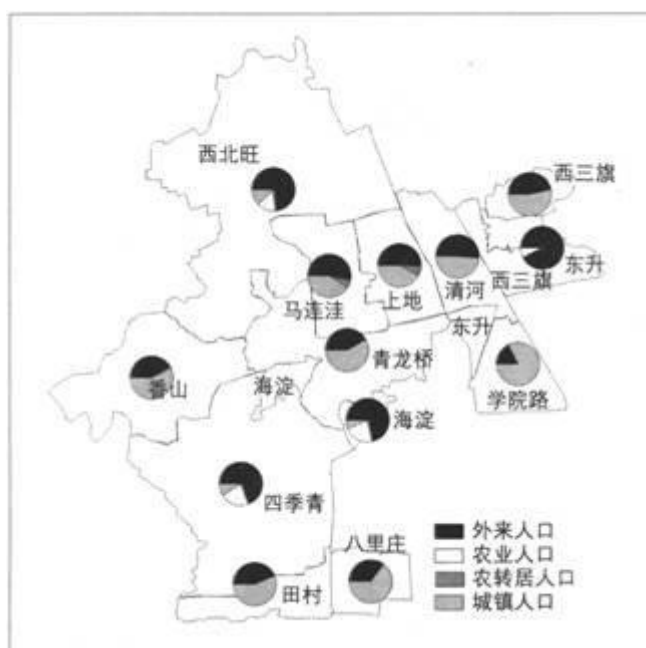 西北旺
西三旗
东升
西三旗
马连洼
上地
清河
东升
青龙桥
香山
海淀
学院路
海淀
四季青
八里庄
田村
外来人口
农业人口
农转居人口
城镇人口